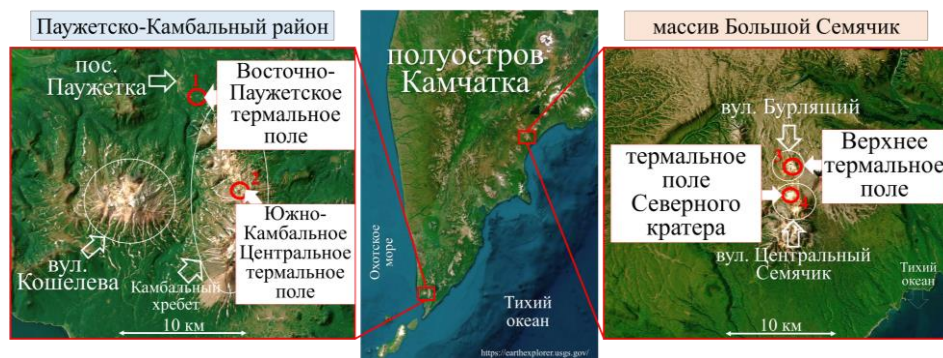 Паужетско-Камбальный район
пос.
Паужетка
1
Восточно-
Паужетское
термальное
поле
2
Южно-
Камбальное
Центральное
термальное
поле
вул.
Кошелева
Камбальный
хребет
10 км
полуостров
Камчатка
Охотское
море
Тихий
океан
https://earthexplorer.usgs.gov/
массив Большой Семячик
вул. Бурлящий
3
Верхнее
термальное
поле
термальное
поле
Северного
кратера
вул. Центральный
Семячик
Тихий
океан
10 км